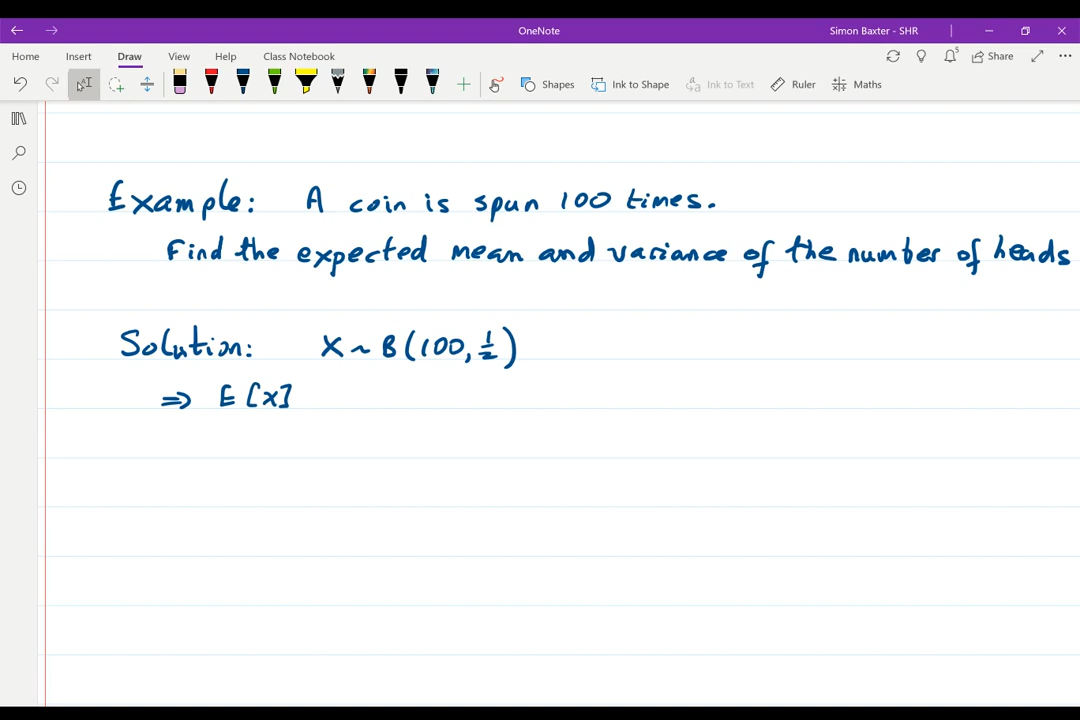 OneNote
Simon Baxter - SHR
Home Insert Draw View Help Class Notebook
5 Share
Shapes Ink to Shape Ink to Text Ruler Maths
Example: A coin is spun 100 times.
Find the expected mean and variance of the number of heads
Solution: X ~ B(100, 1/2)
⇒ E[X]